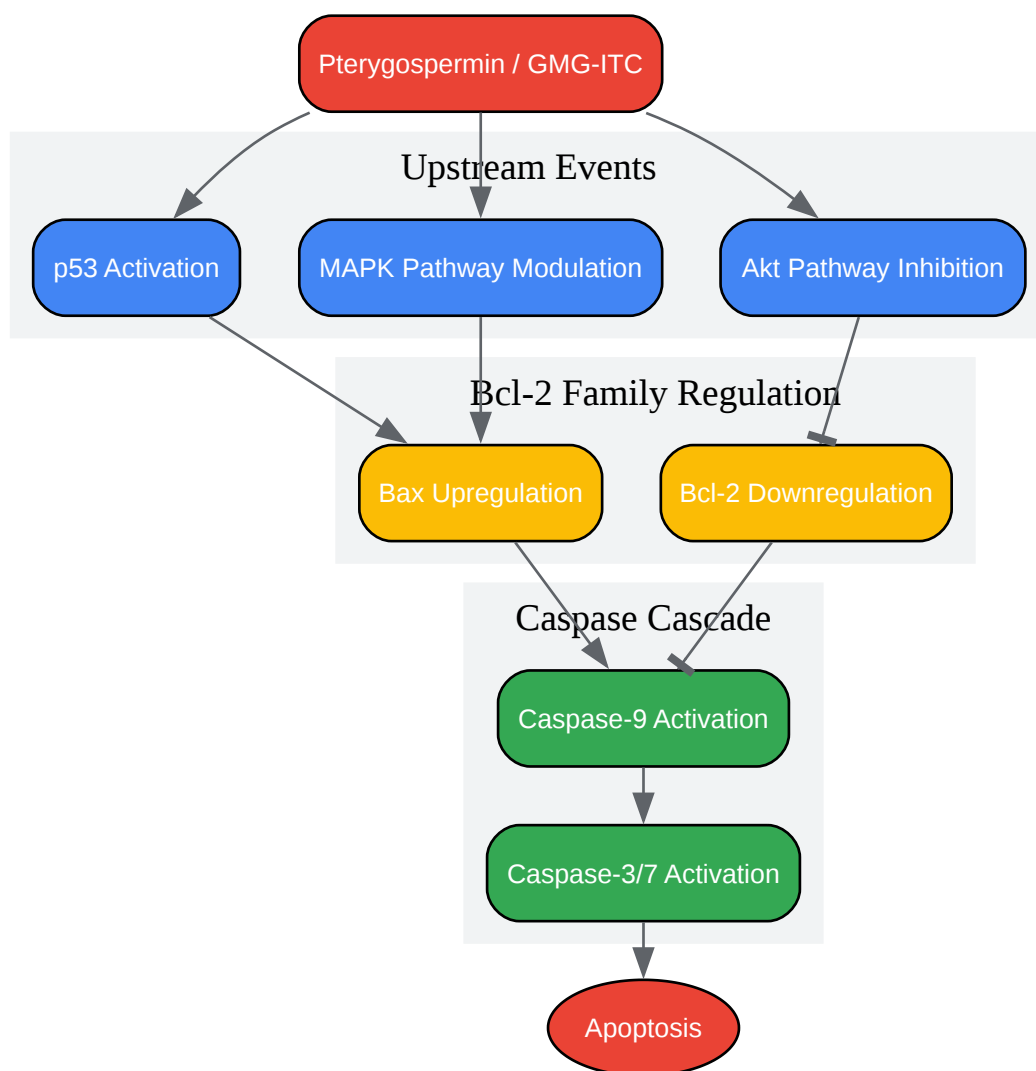 Pterygospermin / GMG-ITC
Upstream Events
p53 Activation
MAPK Pathway Modulation
Akt Pathway Inhibition
Bcl-2 Family Regulation
Bax Upregulation
Bcl-2 Downregulation
Caspase Cascade
Caspase-9 Activation
Caspase-3/7 Activation
Apoptosis